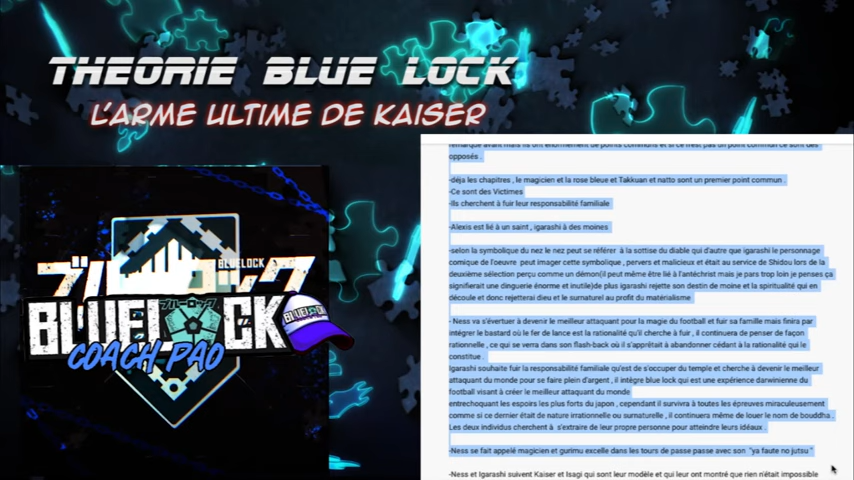 THEORIE BLUE LOCK
L'ARME ULTIME DE KAISER
ブルーロック
BLUELOCK
ブルーロック
BLUELOCK
BLUELOCK
COACH PAO
remarque avant mais ils ont énormément de points communs et si ce n'est pas un point commun ce sont des
opposés .
-déja les chapitres , le magicien et la rose bleue et Takkuan et natto sont un premier point commun
-Ce sont des Victimes
-Ils cherchent à fuir leur responsabilité familiale
-Alexis est lié à un saint , igarashi à des moines
-selon la symbolique du nez le nez peut se référer à la sottise du diable qui d'autre que igarashi le personnage
comique de l'oeuvre peut imager cette symbolique , pervers et malicieux et était au service de Shidou lors de la
deuxième sélection perçu comme un démon(il peut même être lié à l'antéchrist mais je pars trop loin je penses ça
signifierait une dinguerie énorme et inutile)de plus igarashi rejette son destin de moine et la spiritualité qui en
découle et donc rejetterai dieu et le surnaturel au profit du matérialisme
- Ness va s'évertuer à devenir le meilleur attaquant pour la magie du football et fuir sa famille mais finira par
intégrer le bastard où le fer de lance est la rationalité qu'il cherche à fuir , il continuera de penser de façon
rationnelle , ce qui se verra dans son flash-back où il s'apprêtait à abandonner cédant à la rationalité qui le
constitue .
Igarashi souhaite fuir la responsabilité familiale qu'est de s'occuper du temple et cherche à devenir le meilleur
attaquant du monde pour se faire plein d'argent , il intègre blue lock qui est une expérience darwinienne du
football visant à créer le meilleur attaquant du monde
entrechoquant les espoirs les plus forts du japon , cependant il survivra à toutes les épreuves miraculeusement
comme si ce dernier était de nature irrationnelle ou surnaturelle , il continuera même de louer le nom de bouddha .
Les deux individus cherchent à s'extraire de leur propre personne pour atteindre leurs idéaux .
-Ness se fait appelé magicien et gurimu excelle dans les tours de passe passe avec son "ya faute no jutsu "
-Ness et Igarashi suivent Kaiser et Isagi qui sont leur modèle et qui leur ont montré que rien n'était impossible